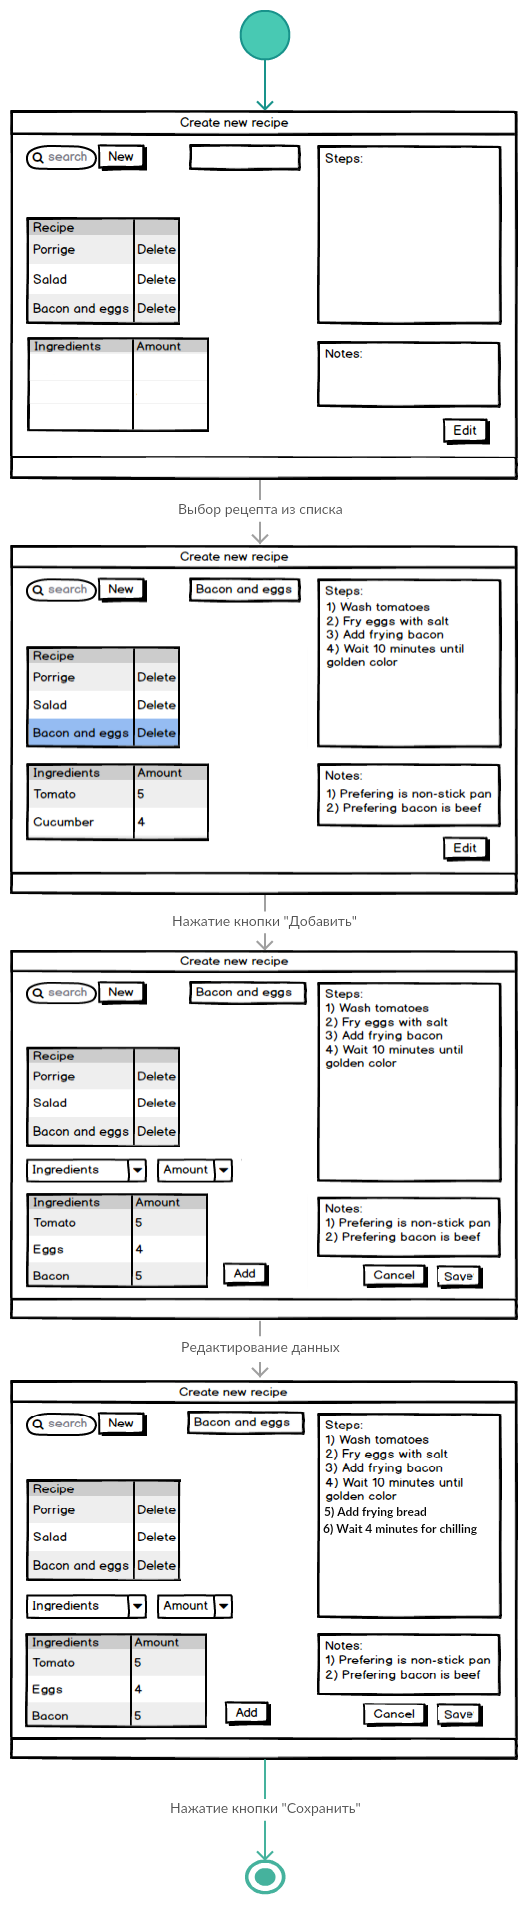 Create new recipe
search New
Steps:
Recipe
Porrige Delete
Salad Delete
Bacon and eggs Delete
Ingredients Amount
Notes:
Edit
Выбор рецепта из списка
Create new recipe
search New Bacon and eggs
Steps:
1) Wash tomatoes
2) Fry eggs with salt
3) Add frying bacon
4) Wait 10 minutes until
golden color
Recipe
Porrige Delete
Salad Delete
Bacon and eggs Delete
Ingredients Amount
Tomato 5
Cucumber 4
Notes:
1) Prefering is non-stick pan
2) Prefering bacon is beef
Edit
Нажатие кнопки "Добавить"
Create new recipe
search New Bacon and eggs
Steps:
1) Wash tomatoes
2) Fry eggs with salt
3) Add frying bacon
4) Wait 10 minutes until
golden color
Recipe
Porrige Delete
Salad Delete
Bacon and eggs Delete
Ingredients Amount
Ingredients Amount
Tomato 5
Eggs 4
Bacon 5
Add
Notes:
1) Prefering is non-stick pan
2) Prefering bacon is beef
Cancel Save
Редактирование данных
Create new recipe
search New Bacon and eggs
Steps:
1) Wash tomatoes
2) Fry eggs with salt
3) Add frying bacon
4) Wait 10 minutes until
golden color
5) Add frying bread
6) Wait 4 minutes for chilling
Recipe
Porrige Delete
Salad Delete
Bacon and eggs Delete
Ingredients Amount
Ingredients Amount
Tomato 5
Eggs 4
Bacon 5
Add
Notes:
1) Prefering is non-stick pan
2) Prefering bacon is beef
Cancel Save
Нажатие кнопки "Сохранить"